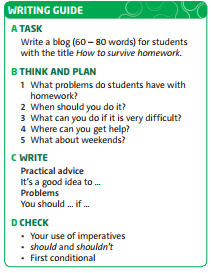 WRITING GUIDE
A TASK
Write a blog (60 – 80 words) for students
with the title How to survive homework.
B THINK AND PLAN
1 What problems do students have with
homework?
2 When should you do it?
3 What can you do if it is very difficult?
4 Where can you get help?
5 What about weekends?
C WRITE
Practical advice
It's a good idea to ...
Problems
You should ... if ...
D CHECK
• Your use of imperatives
• should and shouldn't
• First conditional